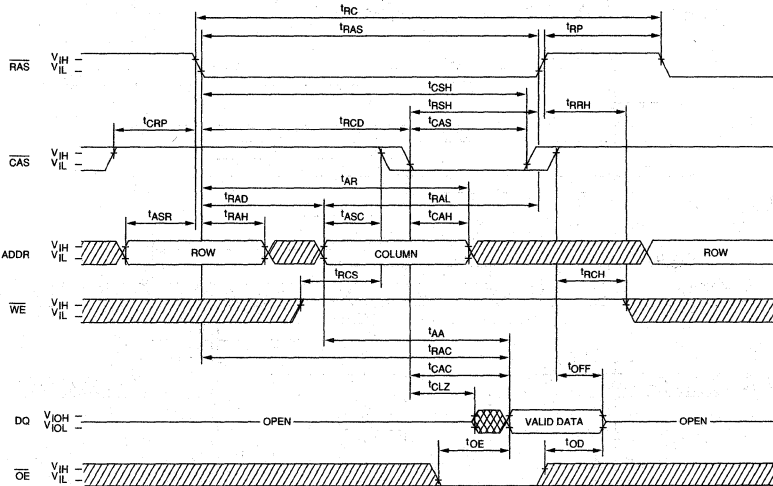 tRC
tRAS tRP
RAS VIH VIL
tCSH
tRSH tRRH
tCRP tRCD tCAS
CAS VIH VIL
tAR
tRAD tRAL
tASR tRAH tASC tCAH
ADDR VIH VIL ROW COLUMN ROW
tRCS tRCH
WE VIH VIL
tAA
tRAC
tCAC tOFF
tCLZ
DQ VIOH VIOL OPEN VALID DATA OPEN
tOE tOD
OE VIH VIL